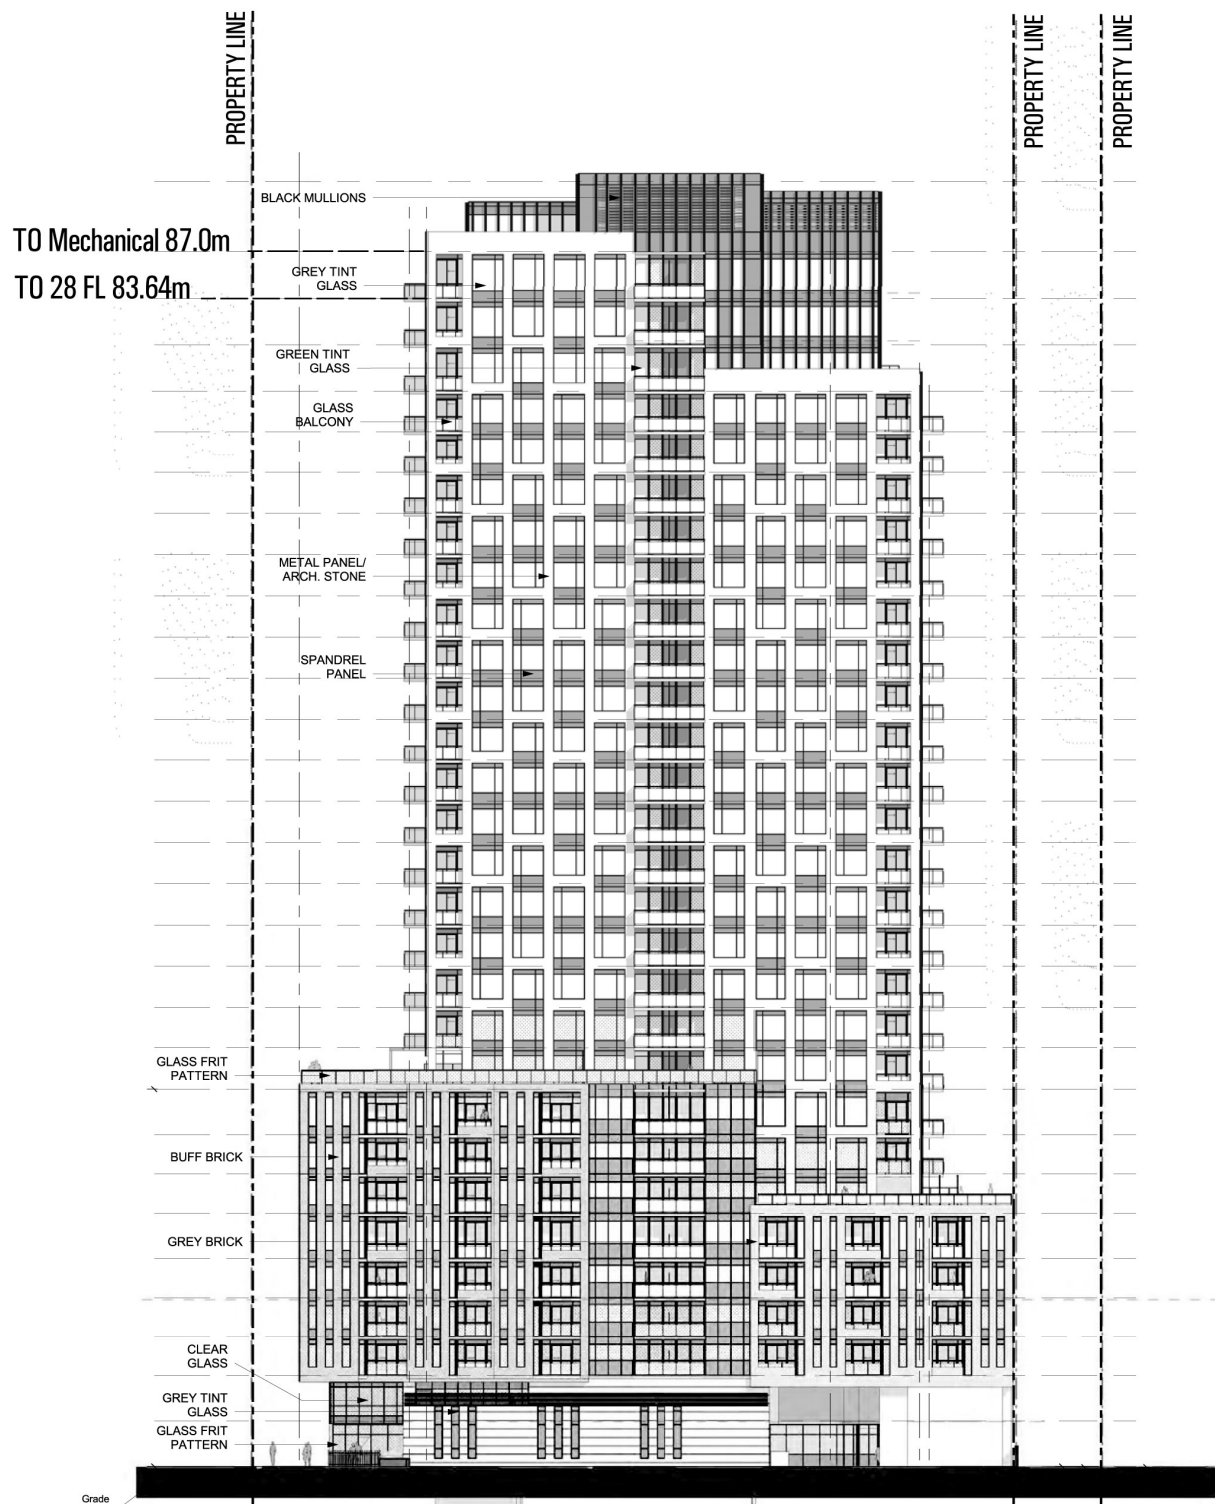 PROPERTY LINE
PROPERTY LINE
PROPERTY LINE
BLACK MULLIONS
TO Mechanical 87.0m
GREY TINT
GLASS
TO 28 FL 83.64m
GREEN TINT
GLASS
GLASS
BALCONY
METAL PANEL/
ARCH. STONE
SPANDREL
PANEL
GLASS FRIT
PATTERN
BUFF BRICK
GREY BRICK
CLEAR
GLASS
GREY TINT
GLASS
GLASS FRIT
PATTERN
Grade